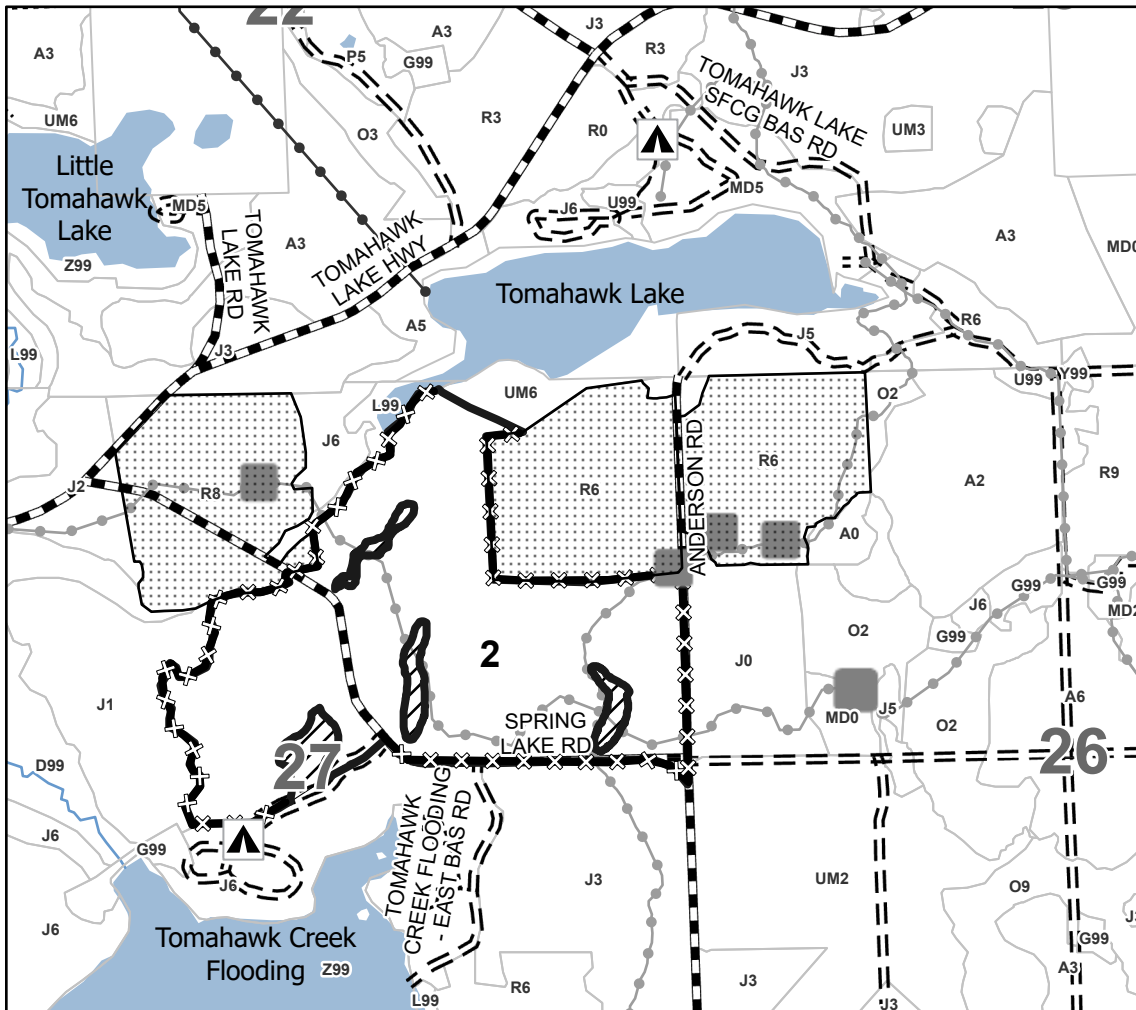 22
J3
A3
A3
P5
G99
R3
J3
TOMAHAWK LAKE
SFCG BAS RD
UM6
O3
R3
R0
UM3
Little
Tomahawk
Lake
MD5
MD5
J6
U99
TOMAHAWK
LAKE RD
A3
TOMAHAWK
LAKE HWY
A3
MD0
Z99
Tomahawk Lake
A5
R6
J5
L99
J3
U99
Y99
UM6
L99
O2
J6
R6
R6
A2
R9
J2
R8
A0
ANDERSON RD
G99
G99
MD2
J6
G99
O2
2
J0
J1
MD0
J5
O2
A6
SPRING
LAKE RD
27
26
D99
TOMAHAWK
CREEK FLOODING
- EAST BAS RD
J6
G99
J6
J3
UM2
O9
J6
G99
Tomahawk Creek
Flooding
Z99
L99
R6
J3
J3
A3